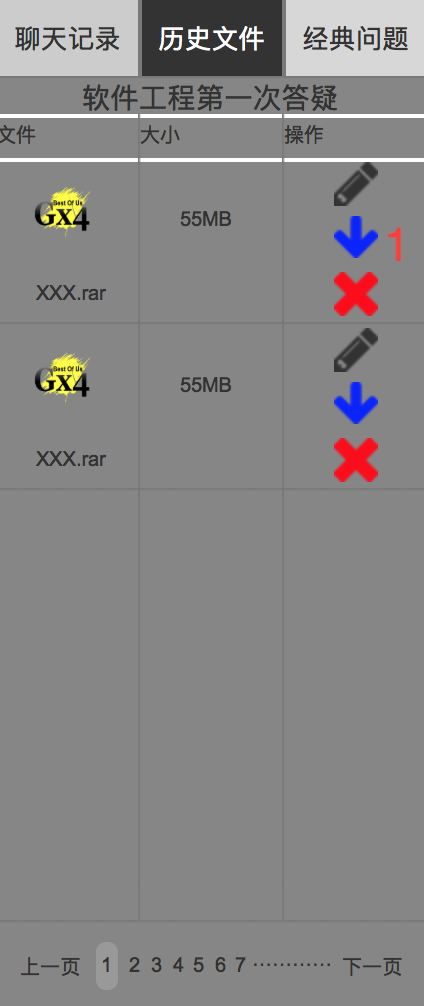 聊天记录 历史文件 经典问题
软件工程第一次答疑
文件 大小 操作
Best Of Us
GX4
55MB
1
XXX.rar
Best Of Us
GX4
55MB
XXX.rar
上一页 1 2 3 4 5 6 7 ············ 下一页